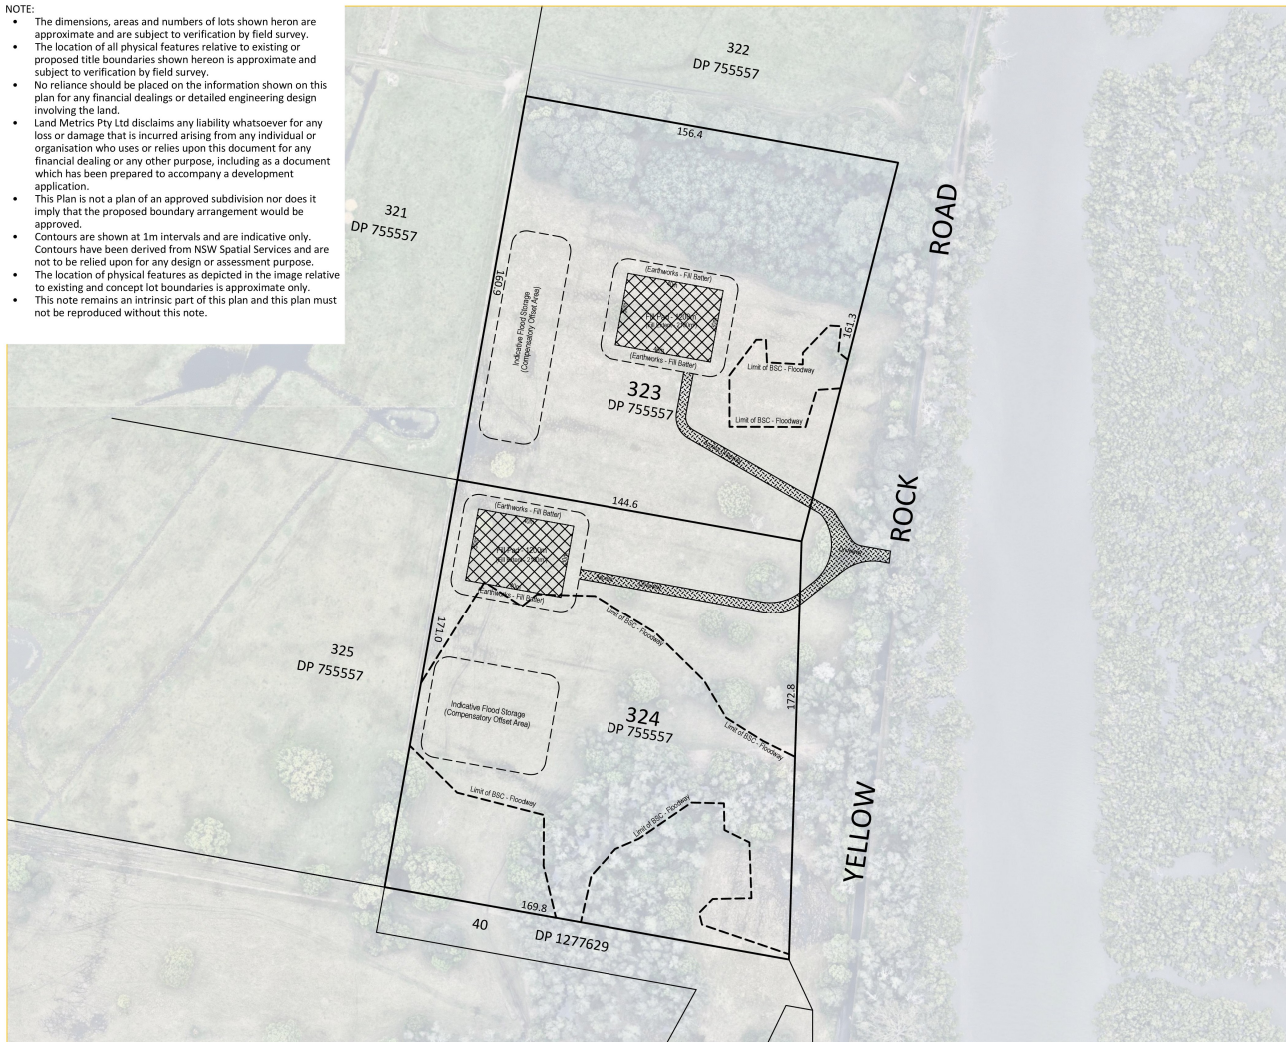 NOTE:
• The dimensions, areas and numbers of lots shown heron are
approximate and are subject to verification by field survey.
• The location of all physical features relative to existing or
proposed title boundaries shown hereon is approximate and
subject to verification by field survey.
• No reliance should be placed on the information shown on this
plan for any financial dealings or detailed engineering design
involving the land.
• Land Metrics Pty Ltd disclaims any liability whatsoever for any
loss or damage that is incurred arising from any individual or
organisation who uses or relies upon this document for any
financial dealing or any other purpose, including as a document
which has been prepared to accompany a development
application.
• This Plan is not a plan of an approved subdivision nor does it
imply that the proposed boundary arrangement would be
approved.
• Contours are shown at 1m intervals and are indicative only.
Contours have been derived from NSW Spatial Services and are
not to be relied upon for any design or assessment purpose.
• The location of physical features as depicted in the image relative
to existing and concept lot boundaries is approximate only.
• This note remains an intrinsic part of this plan and this plan must
not be reproduced without this note.
322
DP 755557
156.4
321
DP 755557
ROAD
160.9
Indicative Flood Storage
(Compensatory Offset Area)
(Earthworks - Fill Batter)
(Earthworks - Fill Batter)
161.3
Limit of BSC - Floodway
Limit of BSC - Floodway
323
DP 755557
144.6
ROCK
(Earthworks - Fill Batter)
(Earthworks - Fill Batter)
Limit of BSC - Floodway
171.0
325
DP 755557
Indicative Flood Storage
(Compensatory Offset Area)
324
DP 755557
172.8
Limit of BSC - Floodway
Limit of BSC - Floodway
Limit of BSC - Floodway
YELLOW
169.8
40
DP 1277629